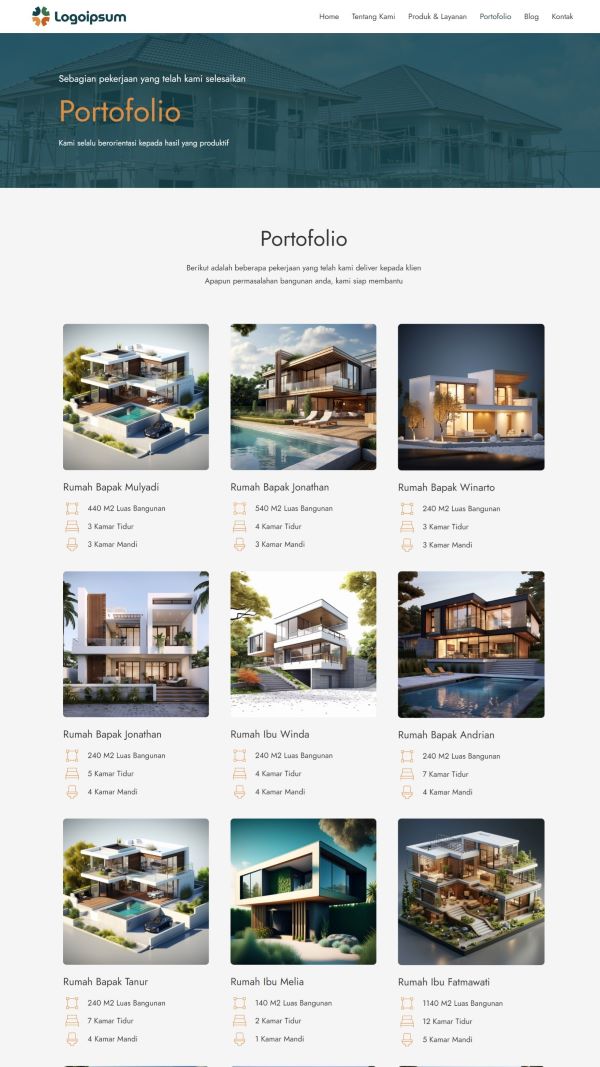 Logoipsum
Home Tentang Kami Produk & Layanan Portofolio Blog Kontak
Sebagian pekerjaan yang telah kami selesaikan
Portofolio
Kami selalu berorientasi kepada hasil yang produktif
Portofolio
Berikut adalah beberapa pekerjaan yang telah kami deliver kepada klien
Apapun permasalahan bangunan anda, kami siap membantu
Rumah Bapak Mulyadi
440 M2 Luas Bangunan
3 Kamar Tidur
3 Kamar Mandi
Rumah Bapak Jonathan
540 M2 Luas Bangunan
4 Kamar Tidur
3 Kamar Mandi
Rumah Bapak Winarto
240 M2 Luas Bangunan
3 Kamar Tidur
3 Kamar Mandi
Rumah Bapak Jonathan
240 M2 Luas Bangunan
5 Kamar Tidur
4 Kamar Mandi
Rumah Ibu Winda
240 M2 Luas Bangunan
4 Kamar Tidur
4 Kamar Mandi
Rumah Bapak Andrian
240 M2 Luas Bangunan
7 Kamar Tidur
4 Kamar Mandi
Rumah Bapak Tanur
240 M2 Luas Bangunan
7 Kamar Tidur
4 Kamar Mandi
Rumah Ibu Melia
140 M2 Luas Bangunan
2 Kamar Tidur
1 Kamar Mandi
Rumah Ibu Fatmawati
1140 M2 Luas Bangunan
12 Kamar Tidur
5 Kamar Mandi